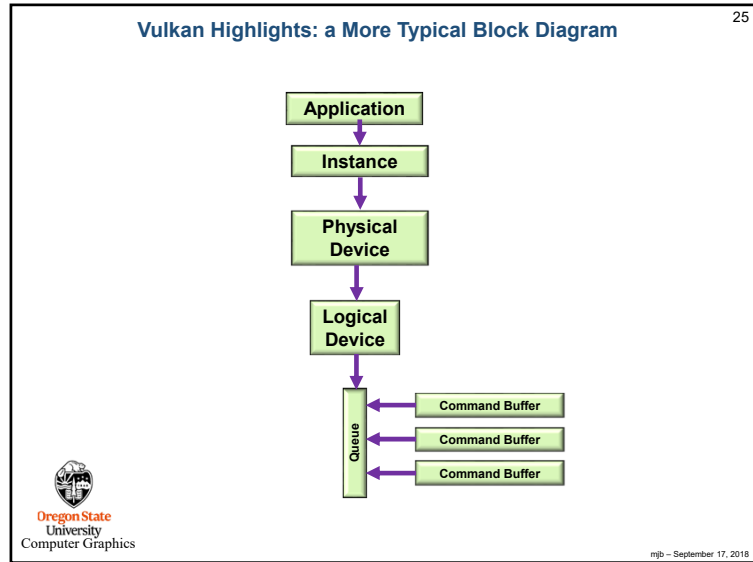 25
Vulkan Highlights: a More Typical Block Diagram
Application
Instance
Physical
Device
Logical
Device
Queue
Command Buffer
Command Buffer
Command Buffer
Oregon State
University
Computer Graphics
mjb – September 17, 2018